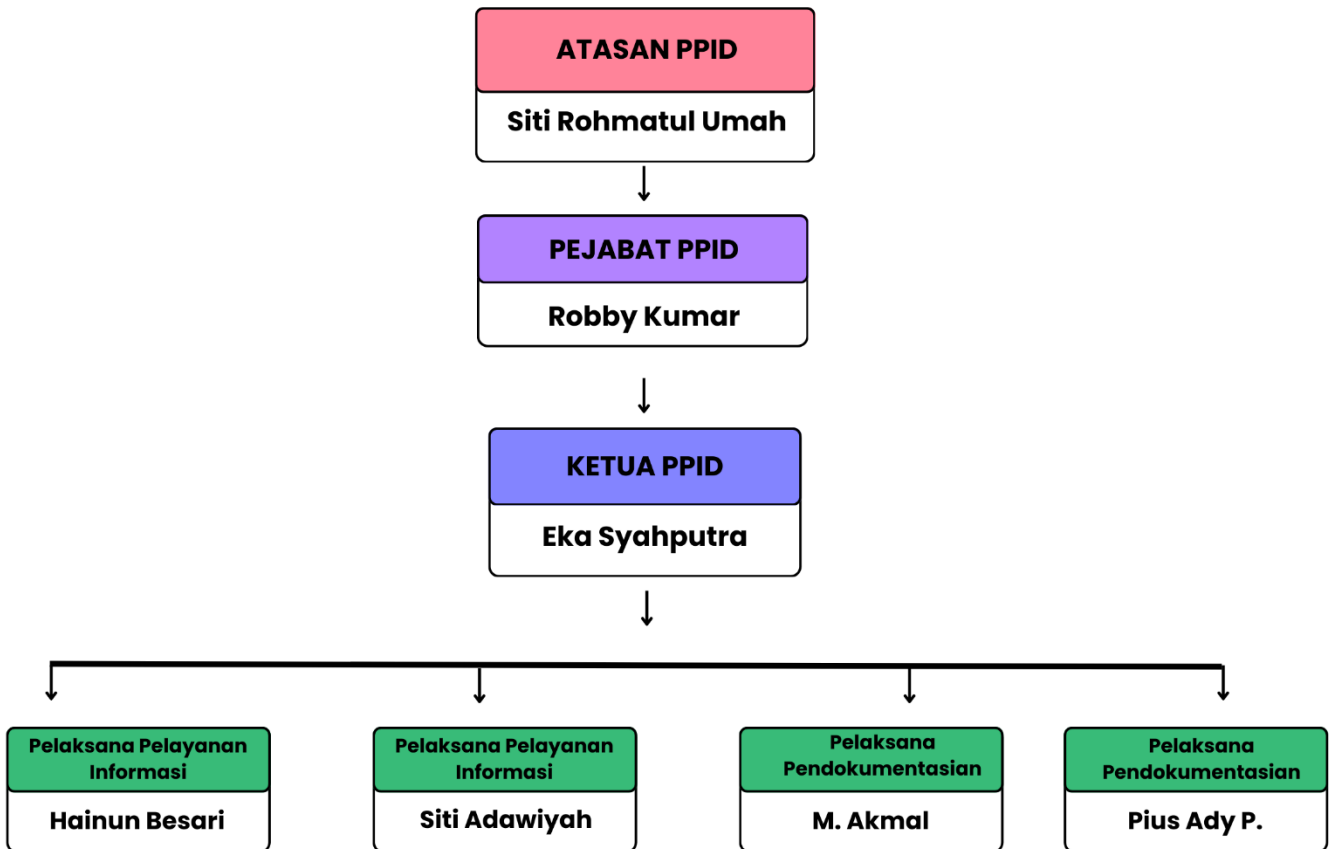 ATASAN PPID
Siti Rohmatul Umah
PEJABAT PPID
Robby Kumar
KETUA PPID
Eka Syahputra
Pelaksana Pelayanan
Informasi
Hainun Besari
Pelaksana Pelayanan
Informasi
Siti Adawiyah
Pelaksana
Pendokumentasian
M. Akmal
Pelaksana
Pendokumentasian
Pius Ady P.